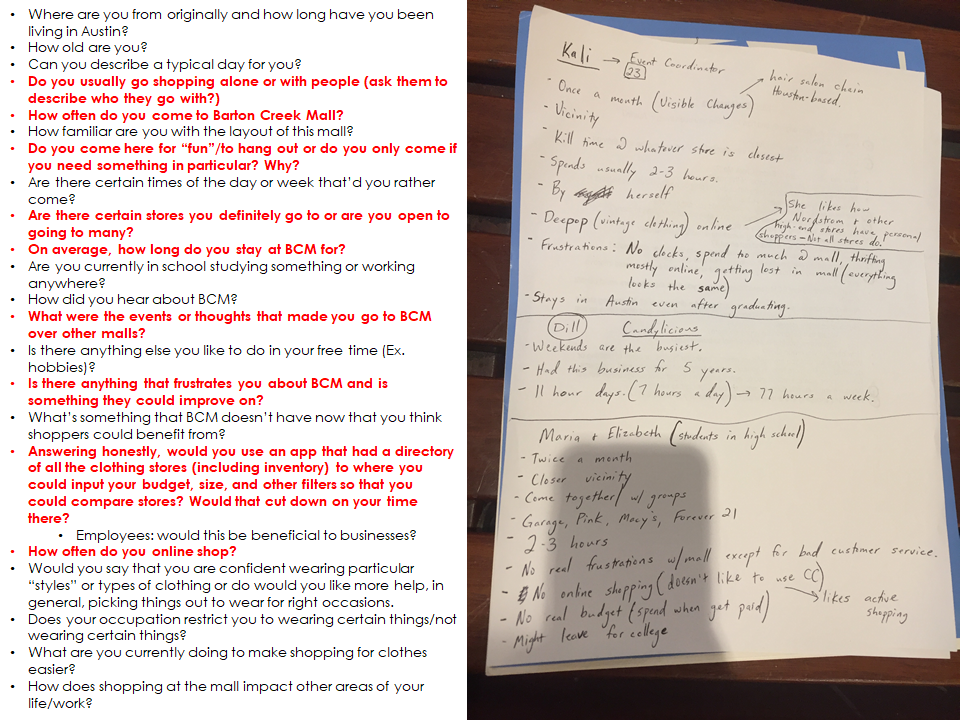 • Where are you from originally and how long have you been
living in Austin?
• How old are you?
• Can you describe a typical day for you?
• Do you usually go shopping alone or with people (ask them to
describe who they go with?)
• How often do you come to Barton Creek Mall?
• How familiar are you with the layout of this mall?
• Do you come here for “fun”/to hang out or do you only come if
you need something in particular? Why?
• Are there certain times of the day or week that’d you rather
come?
• Are there certain stores you definitely go to or are you open to
going to many?
• On average, how long do you stay at BCM for?
• Are you currently in school studying something or working
anywhere?
• How did you hear about BCM?
• What were the events or thoughts that made you go to BCM
over other malls?
• Is there anything else you like to do in your free time (Ex.
hobbies)?
• Is there anything that frustrates you about BCM and is
something they could improve on?
• What’s something that BCM doesn’t have now that you think
shoppers could benefit from?
• Answering honestly, would you use an app that had a directory
of all the clothing stores (including inventory) to where you
could input your budget, size, and other filters so that you
could compare stores? Would that cut down on your time
there?
• Employees: would this be beneficial to businesses?
• How often do you online shop?
• Would you say that you are confident wearing particular
“styles” or types of clothing or do would you like more help, in
general, picking things out to wear for right occasions.
• Does your occupation restrict you to wearing certain things/not
wearing certain things?
• What are you currently doing to make shopping for clothes
easier?
• How does shopping at the mall impact other areas of your
life/work?
Kali → Event Coordinator
23
- Once a month (Visible Changes) → hair salon chain
Houston-based.
- Vicinity
- Kill time @ whatever store is closest
- Spends usually 2-3 hours.
- By herself
- Deepop (vintage clothing) online
She likes how
Nordstrom + other
high-end stores have personal
shoppers - Not all stores do.
- Frustrations: No clocks, spend too much @ mall, thrifting
mostly online, getting lost in mall (everything
looks the same)
- Stays in Austin even after graduating.
Dill Candylicious
- Weekends are the busiest.
- Had this business for 5 years.
- 11 hour days. (7 hours a day) → 77 hours a week.
Maria + Elizabeth (students in high school)
- Twice a month
- Closer vicinity
- Come together/ w/ groups
- Garage, Pink, Macy's, Forever 21
- 2-3 hours
- No real frustrations w/mall except for bad customer service.
- No online shopping (doesn't like to use CC)
→ likes active
shopping
- No real budget (spend when get paid)
- Might leave for college